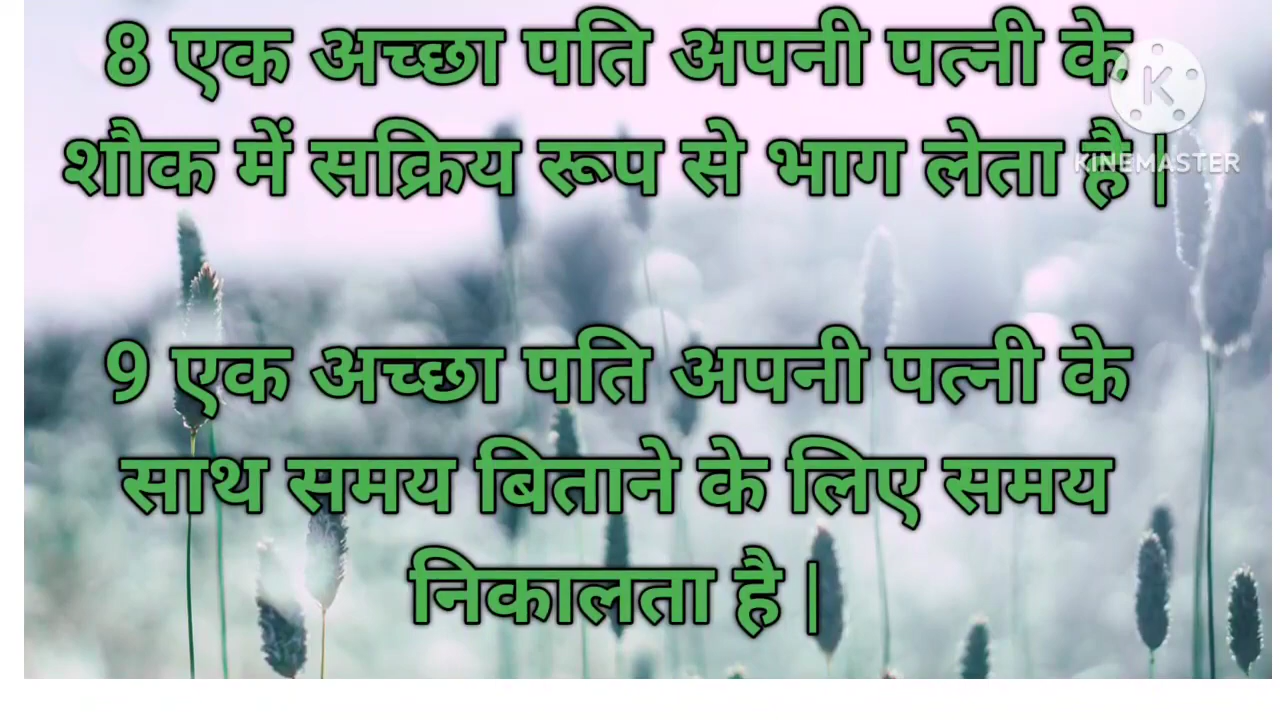 8 एक अच्छा पति अपनी पत्नी के
शौक में सक्रिय रूप से भाग लेता है |
K
KINEMASTER
9 एक अच्छा पति अपनी पत्नी के
साथ समय बिताने के लिए समय
निकालता है |